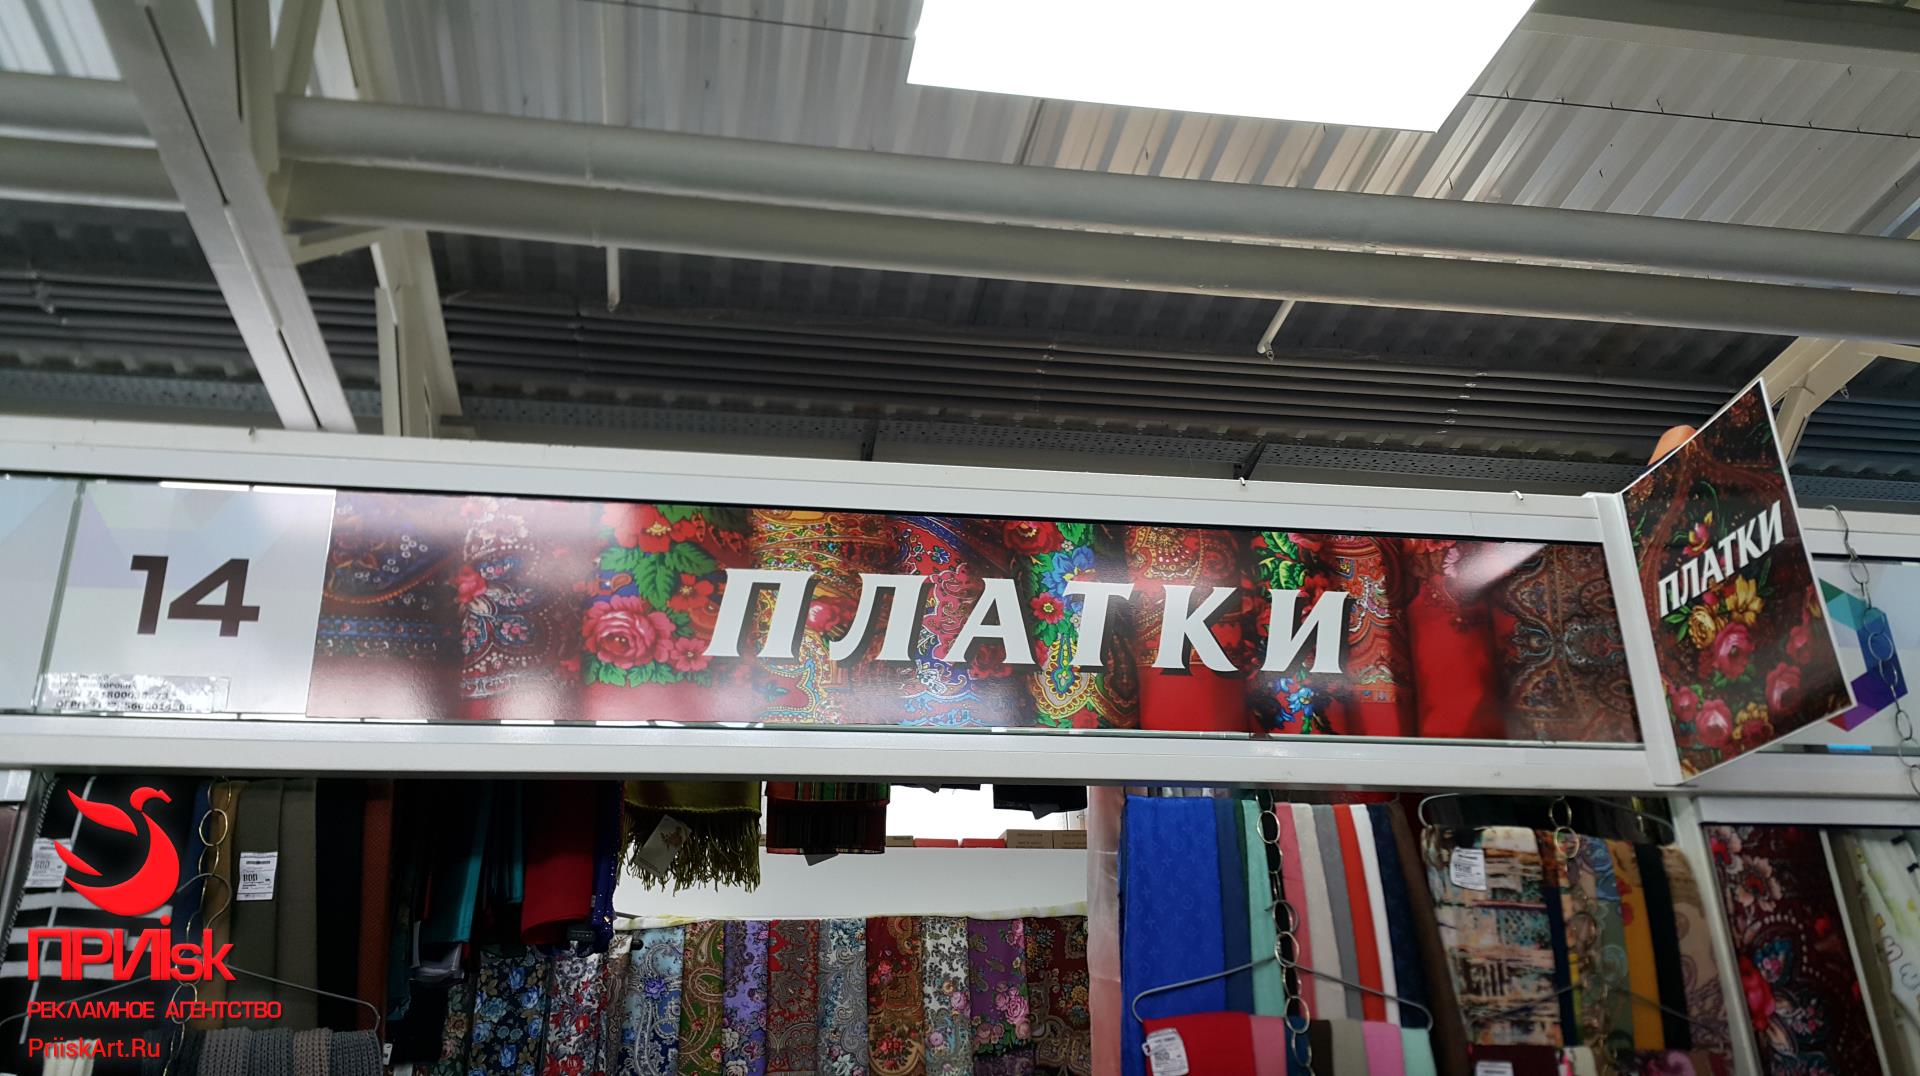 14
ПЛАТКИ
ПЛАТКИ
ПРИisk
РЕКЛАМНОЕ АГЕНТСТВО
PriiskArt.Ru